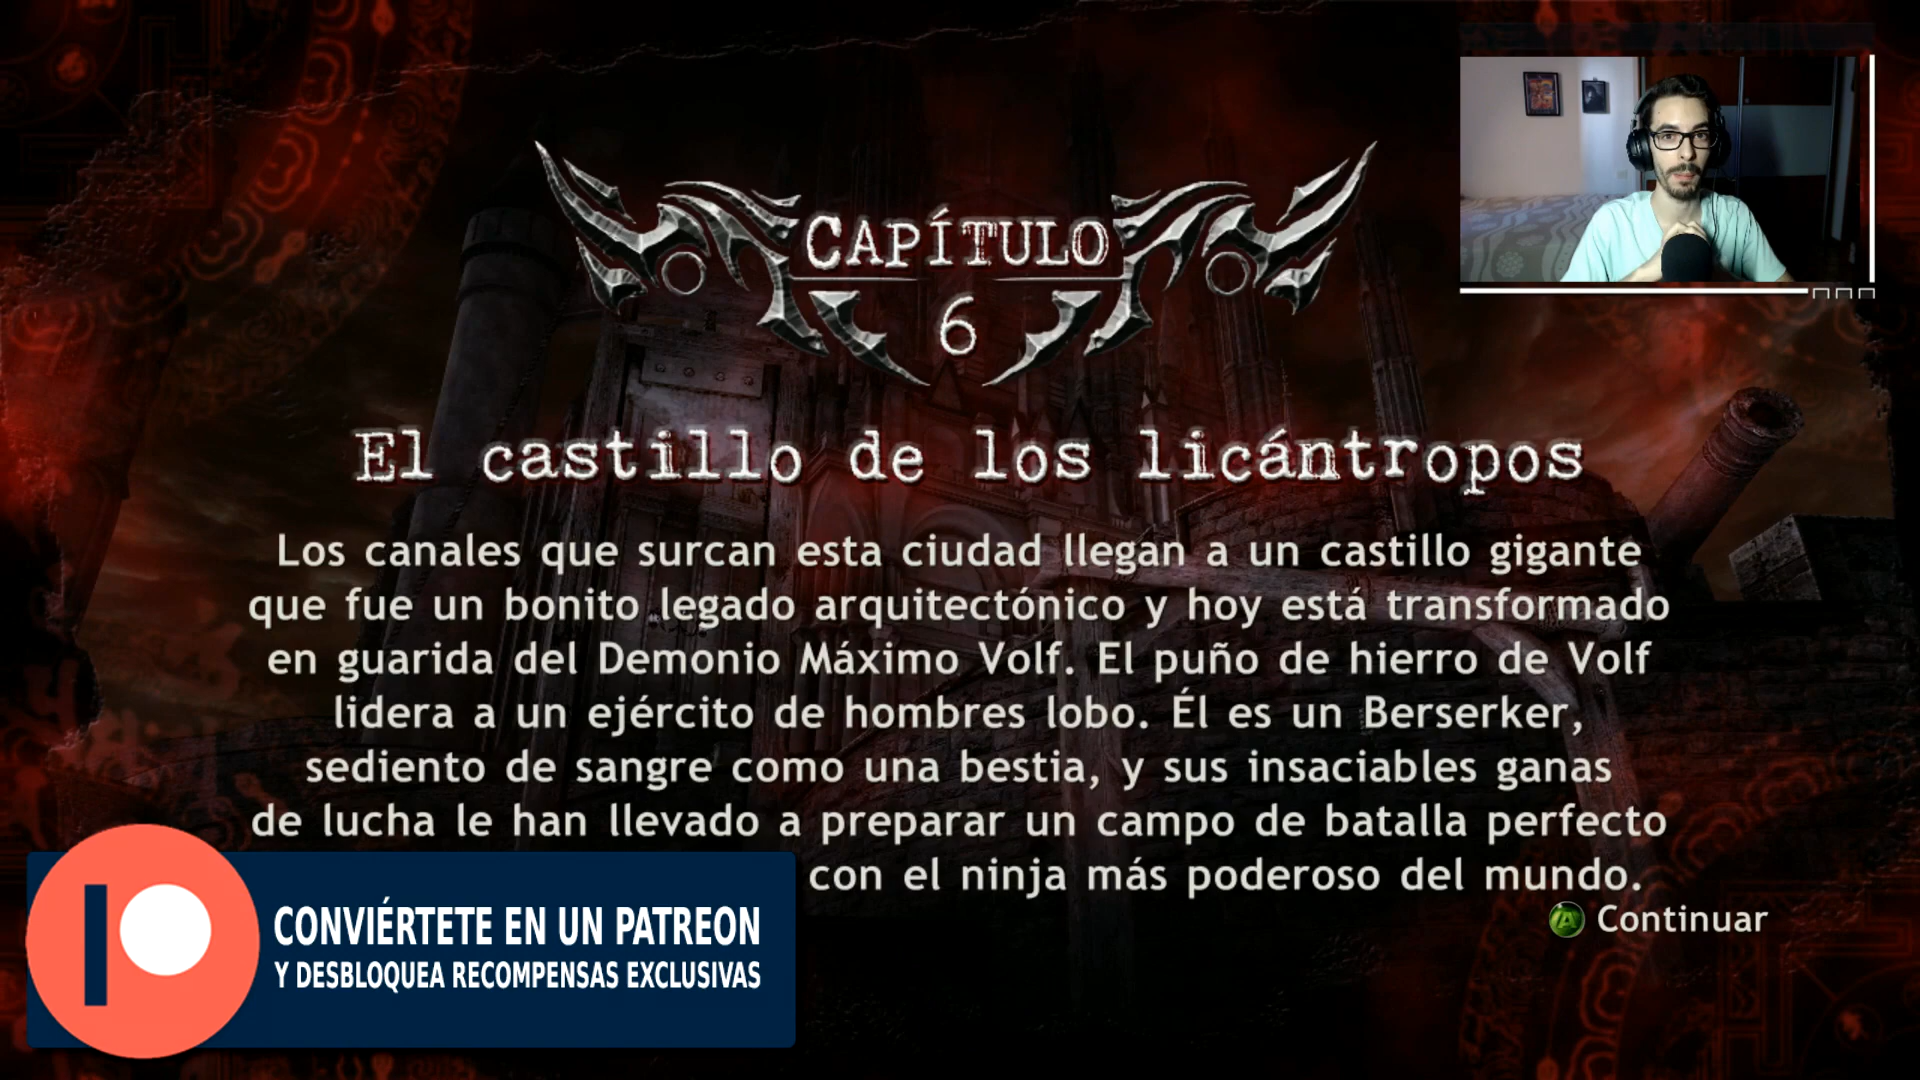 CAPÍTULO
6
El castillo de los licántropos
Los canales que surcan esta ciudad llegan a un castillo gigante
que fue un bonito legado arquitectónico y hoy está transformado
en guarida del Demonio Máximo Volf. El puño de hierro de Volf
lidera a un ejército de hombres lobo. Él es un Berserker,
sediento de sangre como una bestia, y sus insaciables ganas
de lucha le han llevado a preparar un campo de batalla perfecto
con el ninja más poderoso del mundo.
A Continuar
CONVIÉRTETE EN UN PATREON
Y DESBLOQUEA RECOMPENSAS EXCLUSIVAS